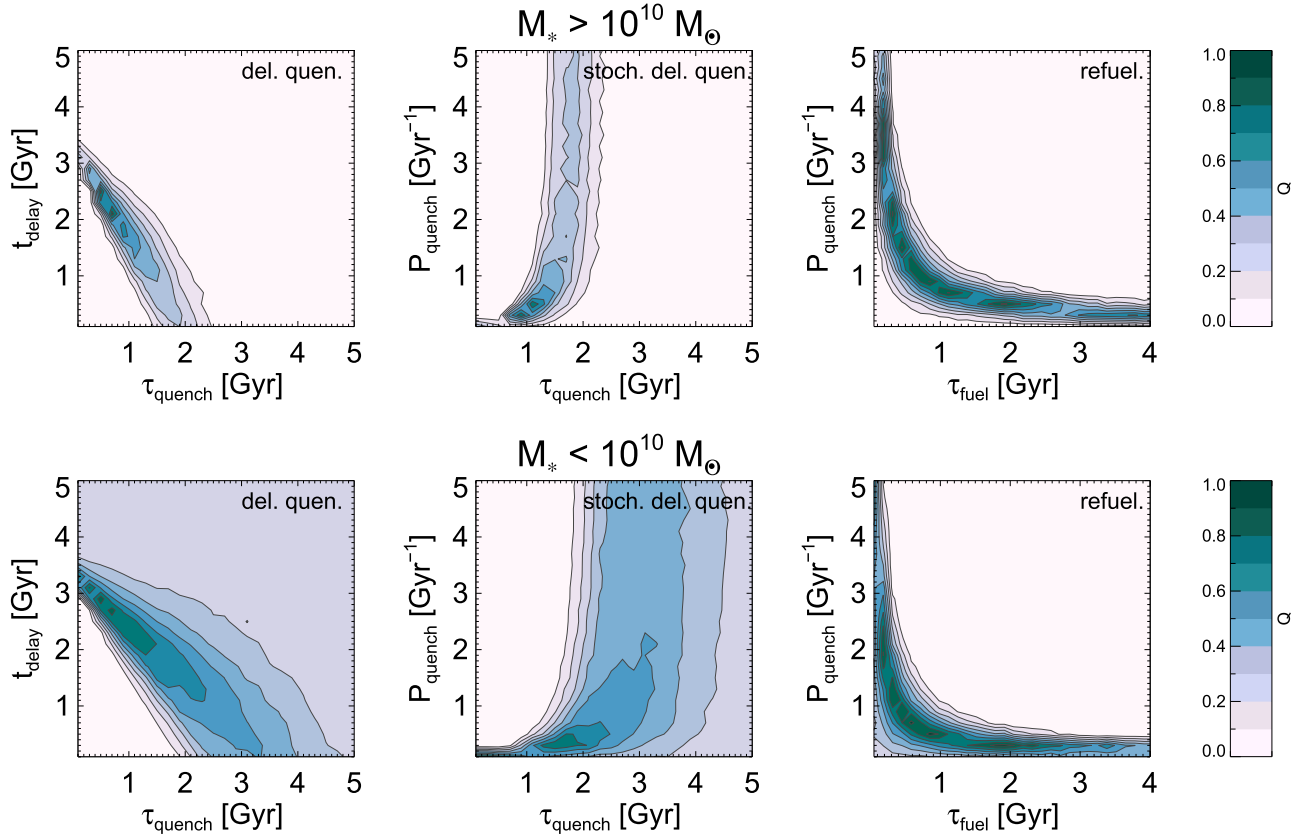 M* > 10^10 M⊙
del. quen.
stoch. del. quen.
refuel.
5
4
3
2
1
t_delay [Gyr]
1 2 3 4 5
τ_quench [Gyr]
5
4
3
2
1
P_quench [Gyr^−1]
1 2 3 4 5
τ_quench [Gyr]
5
4
3
2
1
P_quench [Gyr^−1]
1 2 3 4
τ_fuel [Gyr]
1.0
0.8
0.6
0.4
0.2
0.0
Q
M* < 10^10 M⊙
del. quen.
stoch. del. quen.
refuel.
5
4
3
2
1
t_delay [Gyr]
1 2 3 4 5
τ_quench [Gyr]
5
4
3
2
1
P_quench [Gyr^−1]
1 2 3 4 5
τ_quench [Gyr]
5
4
3
2
1
P_quench [Gyr^−1]
1 2 3 4
τ_fuel [Gyr]
1.0
0.8
0.6
0.4
0.2
0.0
Q